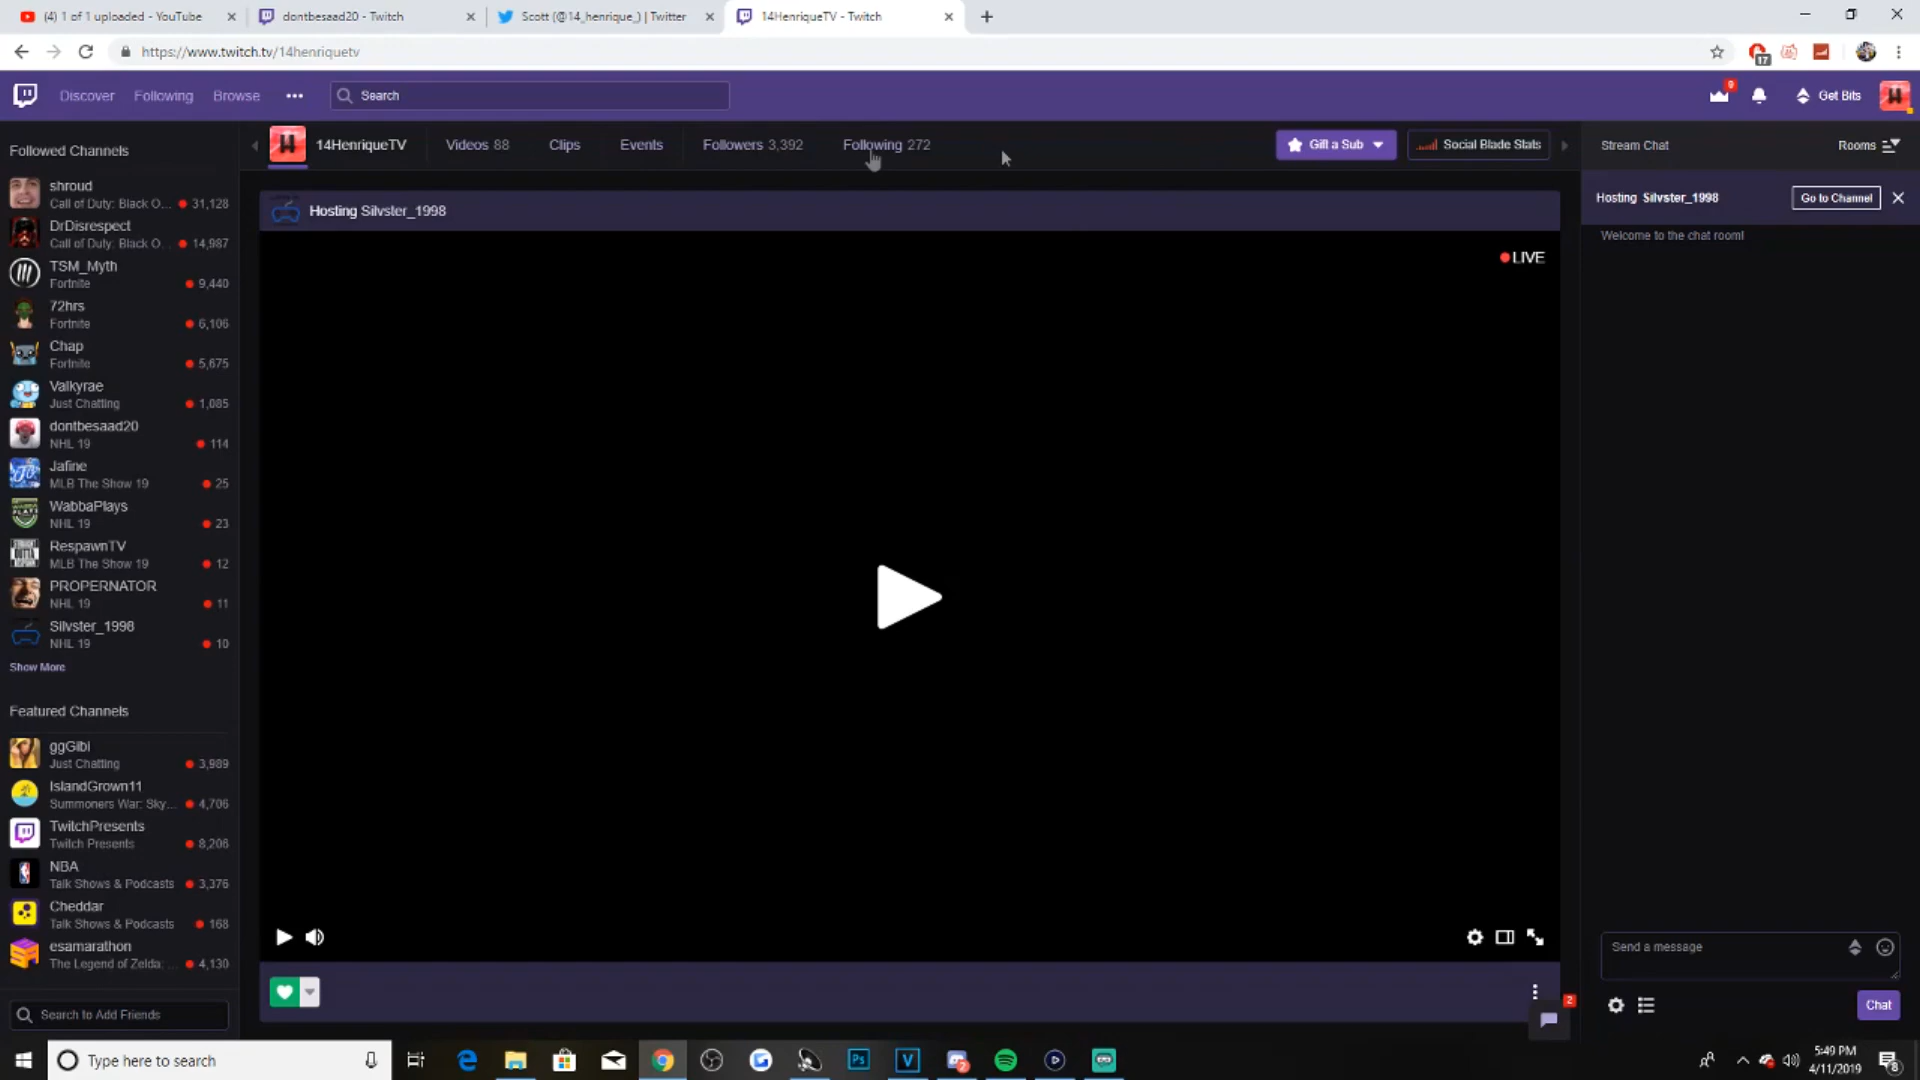 (4) 1 of 1 uploaded - YouTube
dontbesaad20 - Twitch
Scott (@14_henrique_) | Twitter
14HenriqueTV - Twitch
https://www.twitch.tv/14henriquetv
17
Discover
Following
Browse
Search
9
Get Bits
Followed Channels
14HenriqueTV
Videos 88
Clips
Events
Followers 3,392
Following 272
Gift a Sub
Social Blade Stats
Stream Chat
Rooms
Hosting Silvster_1998
LIVE
Hosting Silvster_1998
Go to Channel
Welcome to the chat room!
shroud
Call of Duty: Black O... 31,128
DrDisrespect
Call of Duty: Black O... 14,987
TSM_Myth
Fortnite 9,440
72hrs
Fortnite 6,106
Chap
Fortnite 5,675
Valkyrae
Just Chatting 1,085
dontbesaad20
NHL 19 114
Jafine
MLB The Show 19 25
WabbaPlays
NHL 19 23
RespawnTV
MLB The Show 19 12
PROPERNATOR
NHL 19 11
Silvster_1998
NHL 19 10
Show More
Featured Channels
ggGibi
Just Chatting 3,989
IslandGrown11
Summoners War: Sky... 4,706
TwitchPresents
Twitch Presents 8,206
NBA
Talk Shows & Podcasts 3,376
Cheddar
Talk Shows & Podcasts 168
esamarathon
The Legend of Zelda: ... 4,130
Search to Add Friends
2
Send a message
Chat
Type here to search
Ps
V
2
5:49 PM
4/11/2019
8